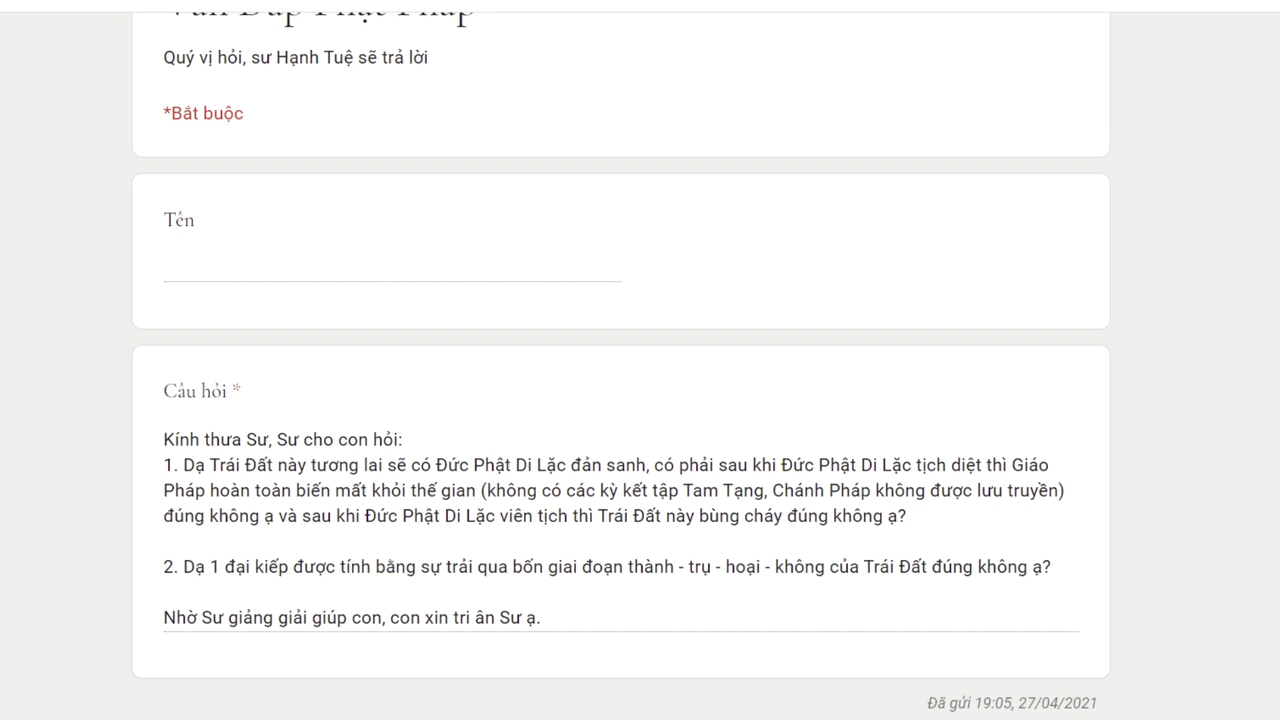 Vấn Đáp Phật Pháp
Quý vị hỏi, sư Hạnh Tuệ sẽ trả lời
*Bắt buộc
Tên
Câu hỏi *
Kính thưa Sư, Sư cho con hỏi:
1. Dạ Trái Đất này tương lai sẽ có Đức Phật Di Lặc đản sanh, có phải sau khi Đức Phật Di Lặc tịch diệt thì Giáo
Pháp hoàn toàn biến mất khỏi thế gian (không có các kỳ kết tập Tam Tạng, Chánh Pháp không được lưu truyền)
đúng không ạ và sau khi Đức Phật Di Lặc viên tịch thì Trái Đất này bùng cháy đúng không ạ?
2. Dạ 1 đại kiếp được tính bằng sự trải qua bốn giai đoạn thành - trụ - hoại - không của Trái Đất đúng không ạ?
Nhờ Sư giảng giải giúp con, con xin tri ân Sư ạ.
Đã gửi 19:05, 27/04/2021